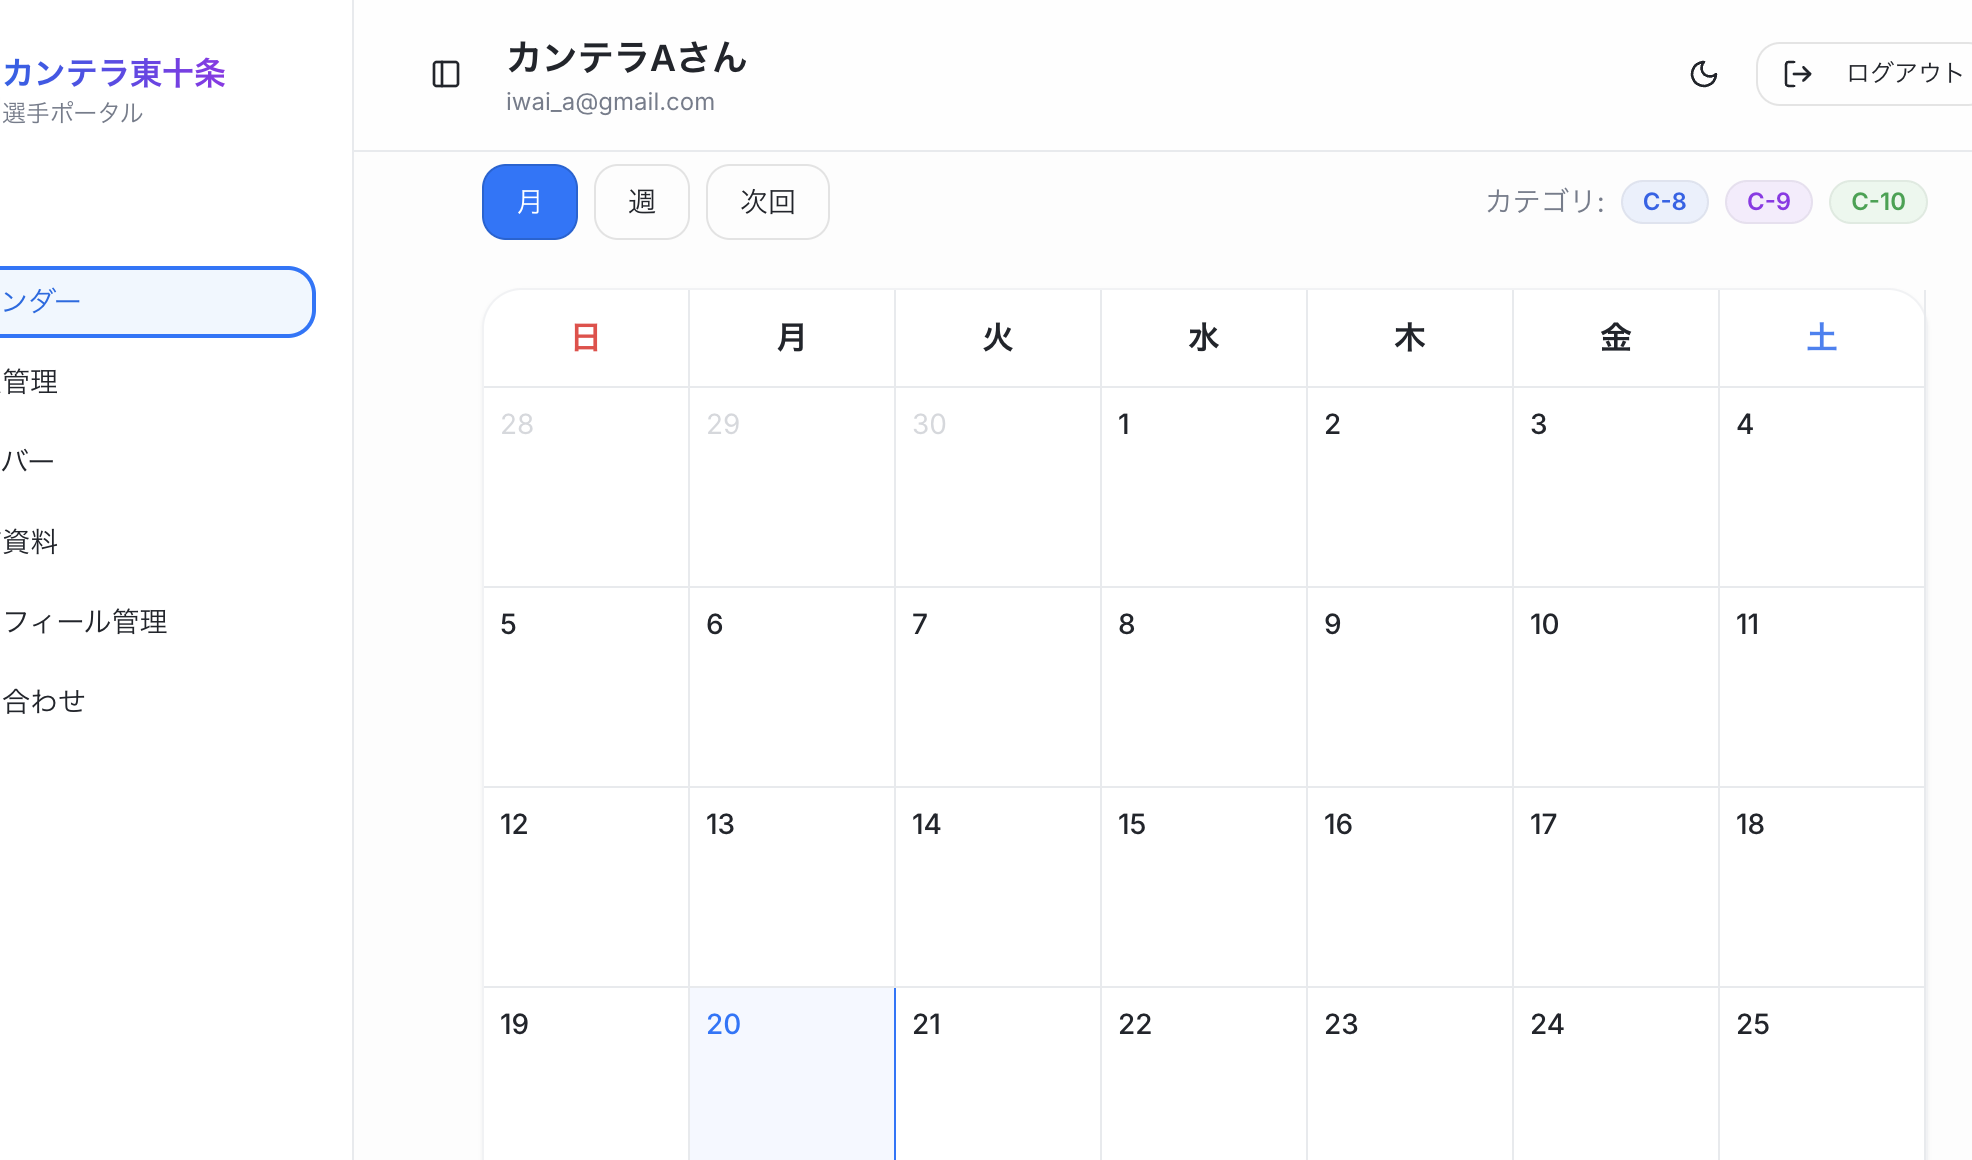 カンテラ東十条
選手ポータル
ンダー
管理
バー
資料
フィール管理
合わせ
カンテラAさん
iwai_a@gmail.com
ログアウト
月 週 次回
カテゴリ: C-8 C-9 C-10
日 月 火 水 木 金 土
28 29 30 1 2 3 4
5 6 7 8 9 10 11
12 13 14 15 16 17 18
19 20 21 22 23 24 25